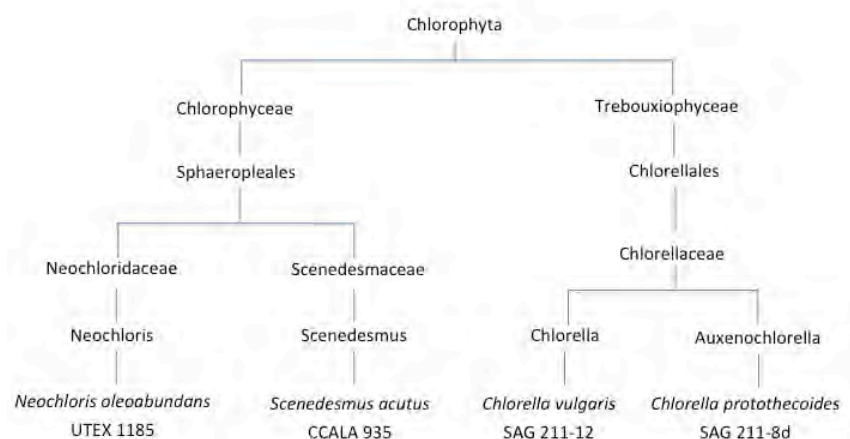 Chlorophyta
Chlorophyceae Trebouxiophyceae
Sphaeropleales Chlorellales
Chlorellaceae
Neochloridaceae Scenedesmaceae
Neochloris Scenedesmus Chlorella Auxenochlorella
Neochloris oleoabundans Scenedesmus acutus Chlorella vulgaris Chlorella protothecoides
UTEX 1185 CCALA 935 SAG 211-12 SAG 211-8d